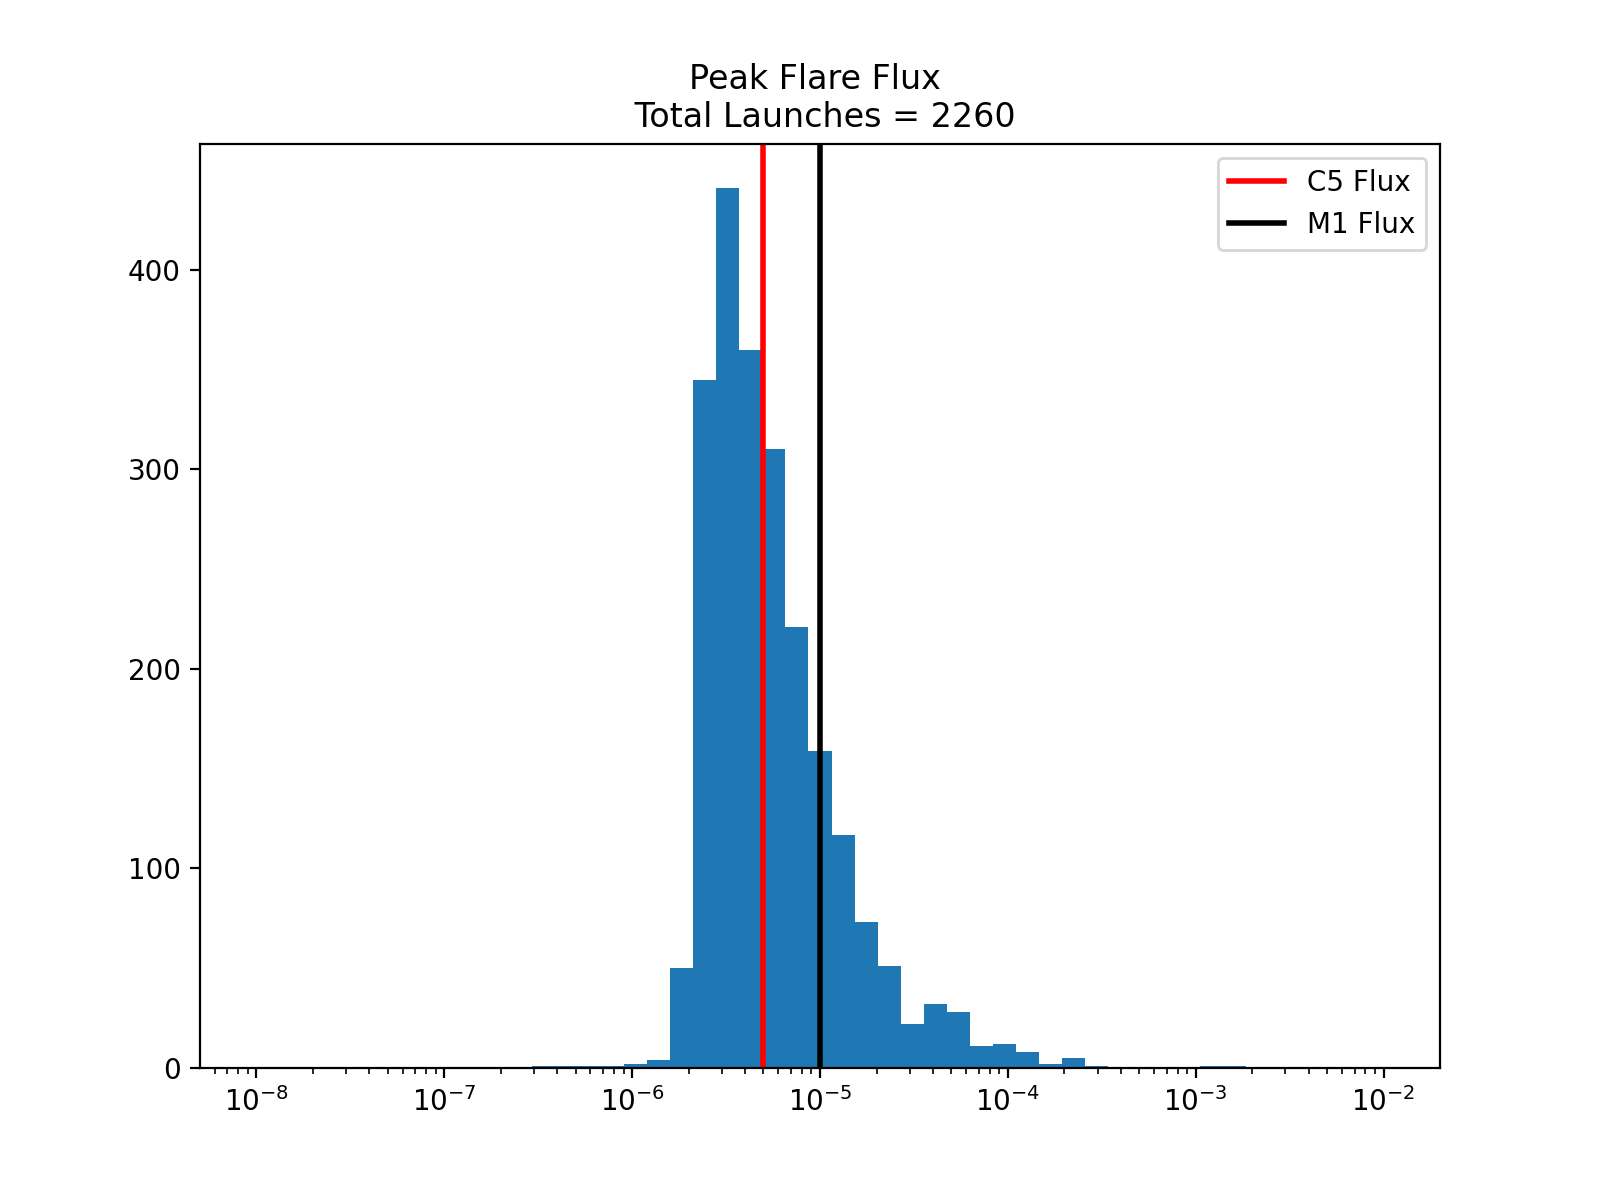 Peak Flare Flux
Total Launches = 2260
C5 Flux
M1 Flux
400
300
200
100
0
10⁻⁸ 10⁻⁷ 10⁻⁶ 10⁻⁵ 10⁻⁴ 10⁻³ 10⁻²